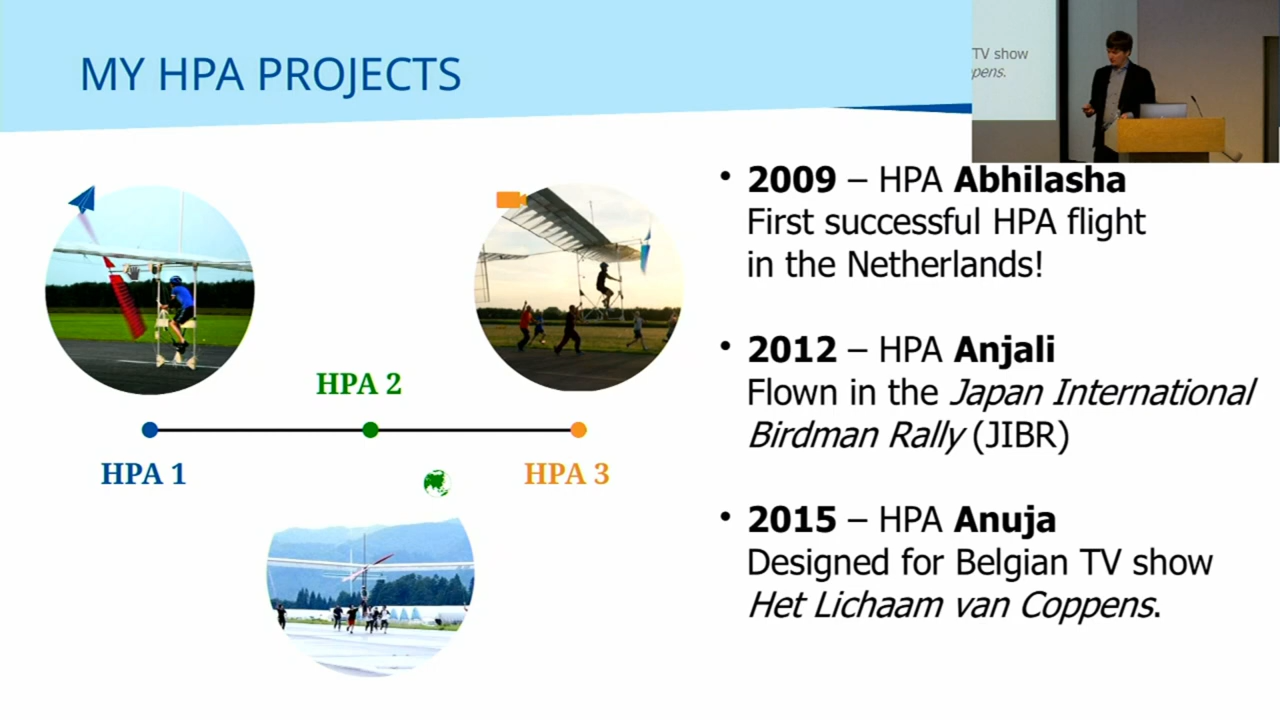 MY HPA PROJECTS
TV show
ppens.
HPA 1
HPA 2
HPA 3
• 2009 – HPA Abhilasha
First successful HPA flight
in the Netherlands!
• 2012 – HPA Anjali
Flown in the Japan International
Birdman Rally (JIBR)
• 2015 – HPA Anuja
Designed for Belgian TV show
Het Lichaam van Coppens.